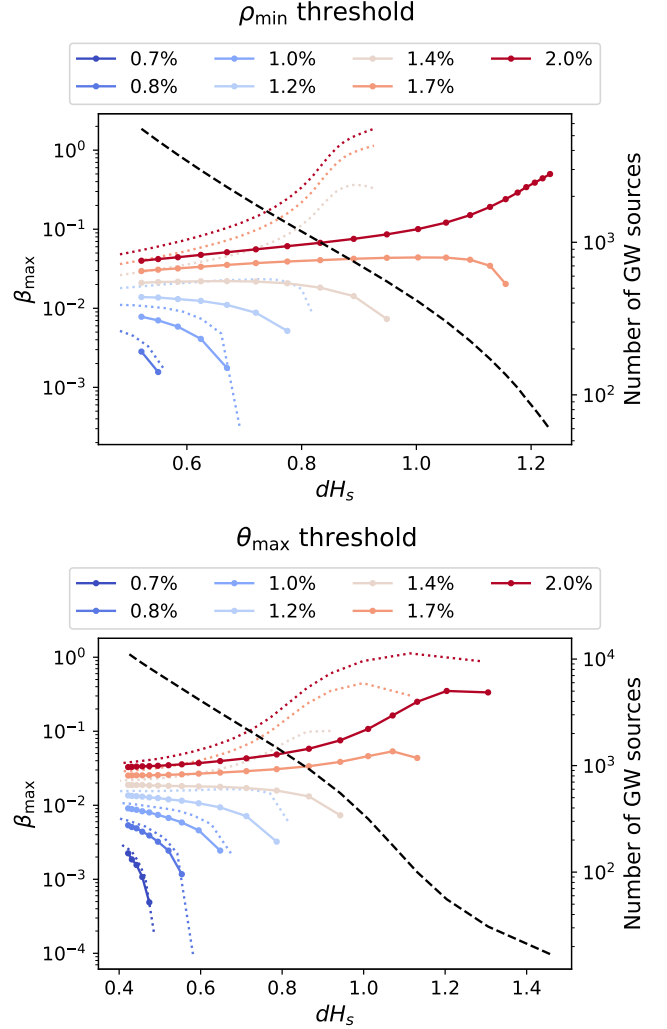 ρmin threshold
0.7% 1.0% 1.4% 2.0%
0.8% 1.2% 1.7%
10⁰
10⁻¹
10⁻²
10⁻³
βmax
10³
10²
Number of GW sources
0.6 0.8 1.0 1.2
dHs
θmax threshold
0.7% 1.0% 1.4% 2.0%
0.8% 1.2% 1.7%
10⁰
10⁻¹
10⁻²
10⁻³
10⁻⁴
βmax
10⁴
10³
10²
Number of GW sources
0.4 0.6 0.8 1.0 1.2 1.4
dHs